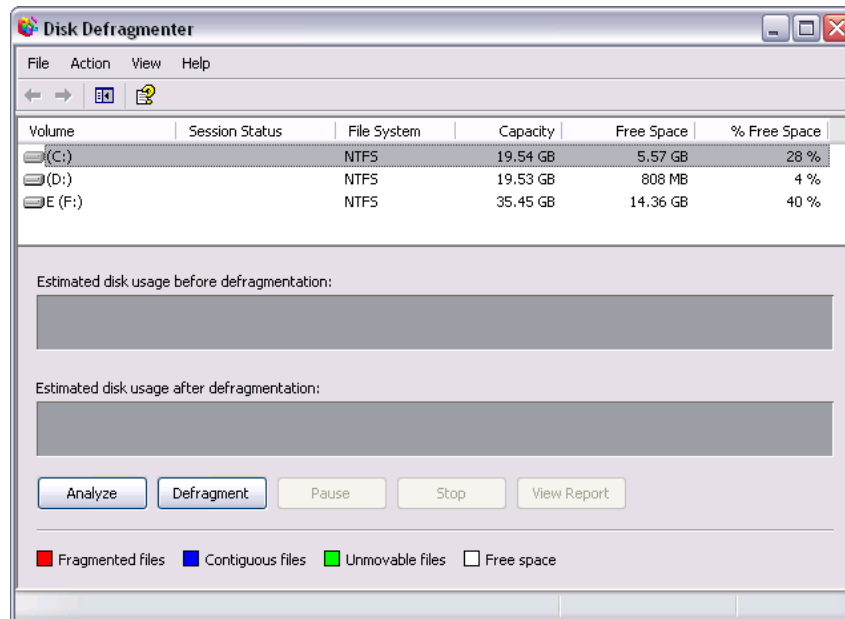 Disk Defragmenter
File Action View Help
Volume Session Status File System Capacity Free Space % Free Space
(C:) NTFS 19.54 GB 5.57 GB 28 %
(D:) NTFS 19.53 GB 808 MB 4 %
E (F:) NTFS 35.45 GB 14.36 GB 40 %
Estimated disk usage before defragmentation:
Estimated disk usage after defragmentation:
Analyze Defragment Pause Stop View Report
Fragmented files Contiguous files Unmovable files Free space